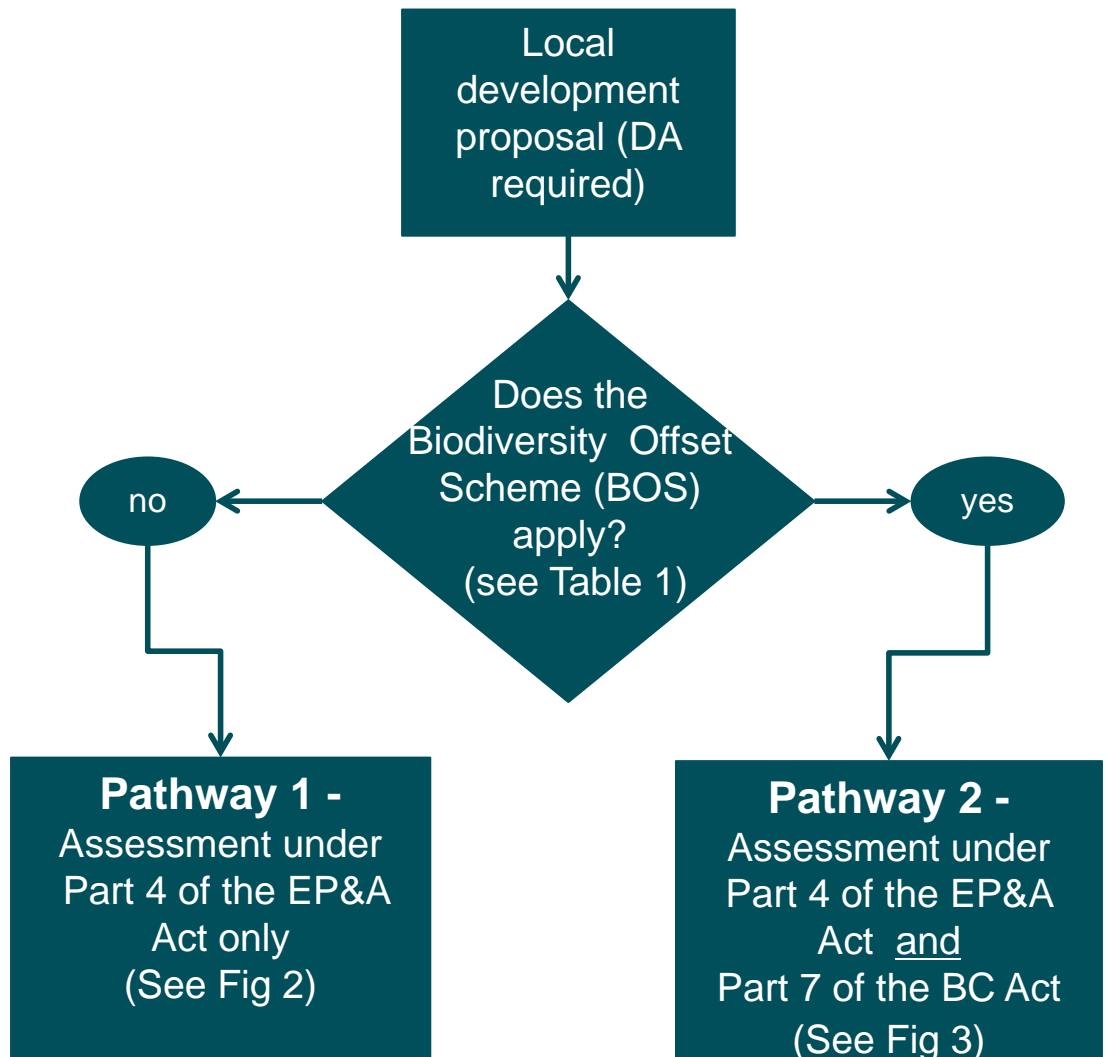 Local
development
proposal (DA
required)
Does the
Biodiversity Offset
Scheme (BOS)
apply?
(see Table 1)
no
yes
Pathway 1 -
Assessment under
Part 4 of the EP&A
Act only
(See Fig 2)
Pathway 2 -
Assessment under
Part 4 of the EP&A
Act and
Part 7 of the BC Act
(See Fig 3)